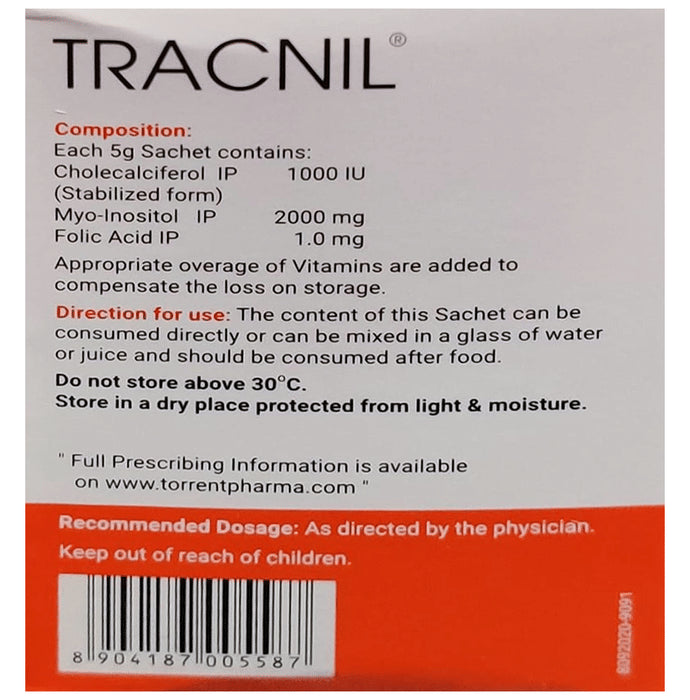 TRACNIL®
Composition:
Each 5g Sachet contains:
Cholecalciferol IP 1000 IU
(Stabilized form)
Myo-Inositol IP 2000 mg
Folic Acid IP 1.0 mg
Appropriate overage of Vitamins are added to
compensate the loss on storage.
Direction for use: The content of this Sachet can be
consumed directly or can be mixed in a glass of water
or juice and should be consumed after food.
Do not store above 30°C.
Store in a dry place protected from light & moisture.
" Full Prescribing Information is available
on www.torrentpharma.com "
Recommended Dosage: As directed by the physician.
Keep out of reach of children.
8 904187 005587